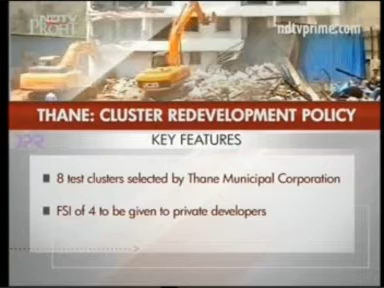 NDTV
PROFIT
ndtvprime.com
THANE: CLUSTER REDEVELOPMENT POLICY
KEY FEATURES
8 test clusters selected by Thane Municipal Corporation
FSI of 4 to be given to private developers